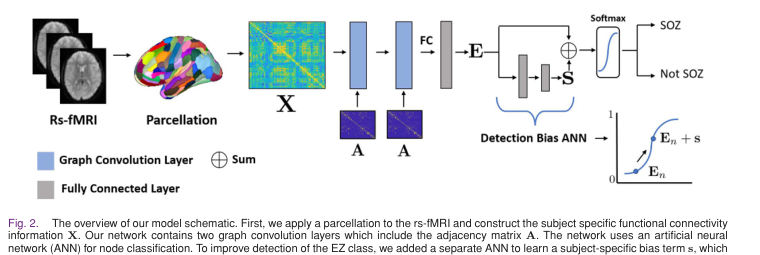 Softmax
SOZ
FC
E
S
Not SOZ
X
Rs-fMRI
Parcellation
A
A
Detection Bias ANN
1
Eₙ + s
Eₙ
0
Graph Convolution Layer
Sum
Fully Connected Layer
Fig. 2. The overview of our model schematic. First, we apply a parcellation to the rs-fMRI and construct the subject specific functional connectivity
information X. Our network contains two graph convolution layers which include the adjacency matrix A. The network uses an artificial neural
network (ANN) for node classification. To improve detection of the EZ class, we added a separate ANN to learn a subject-specific bias term s, which